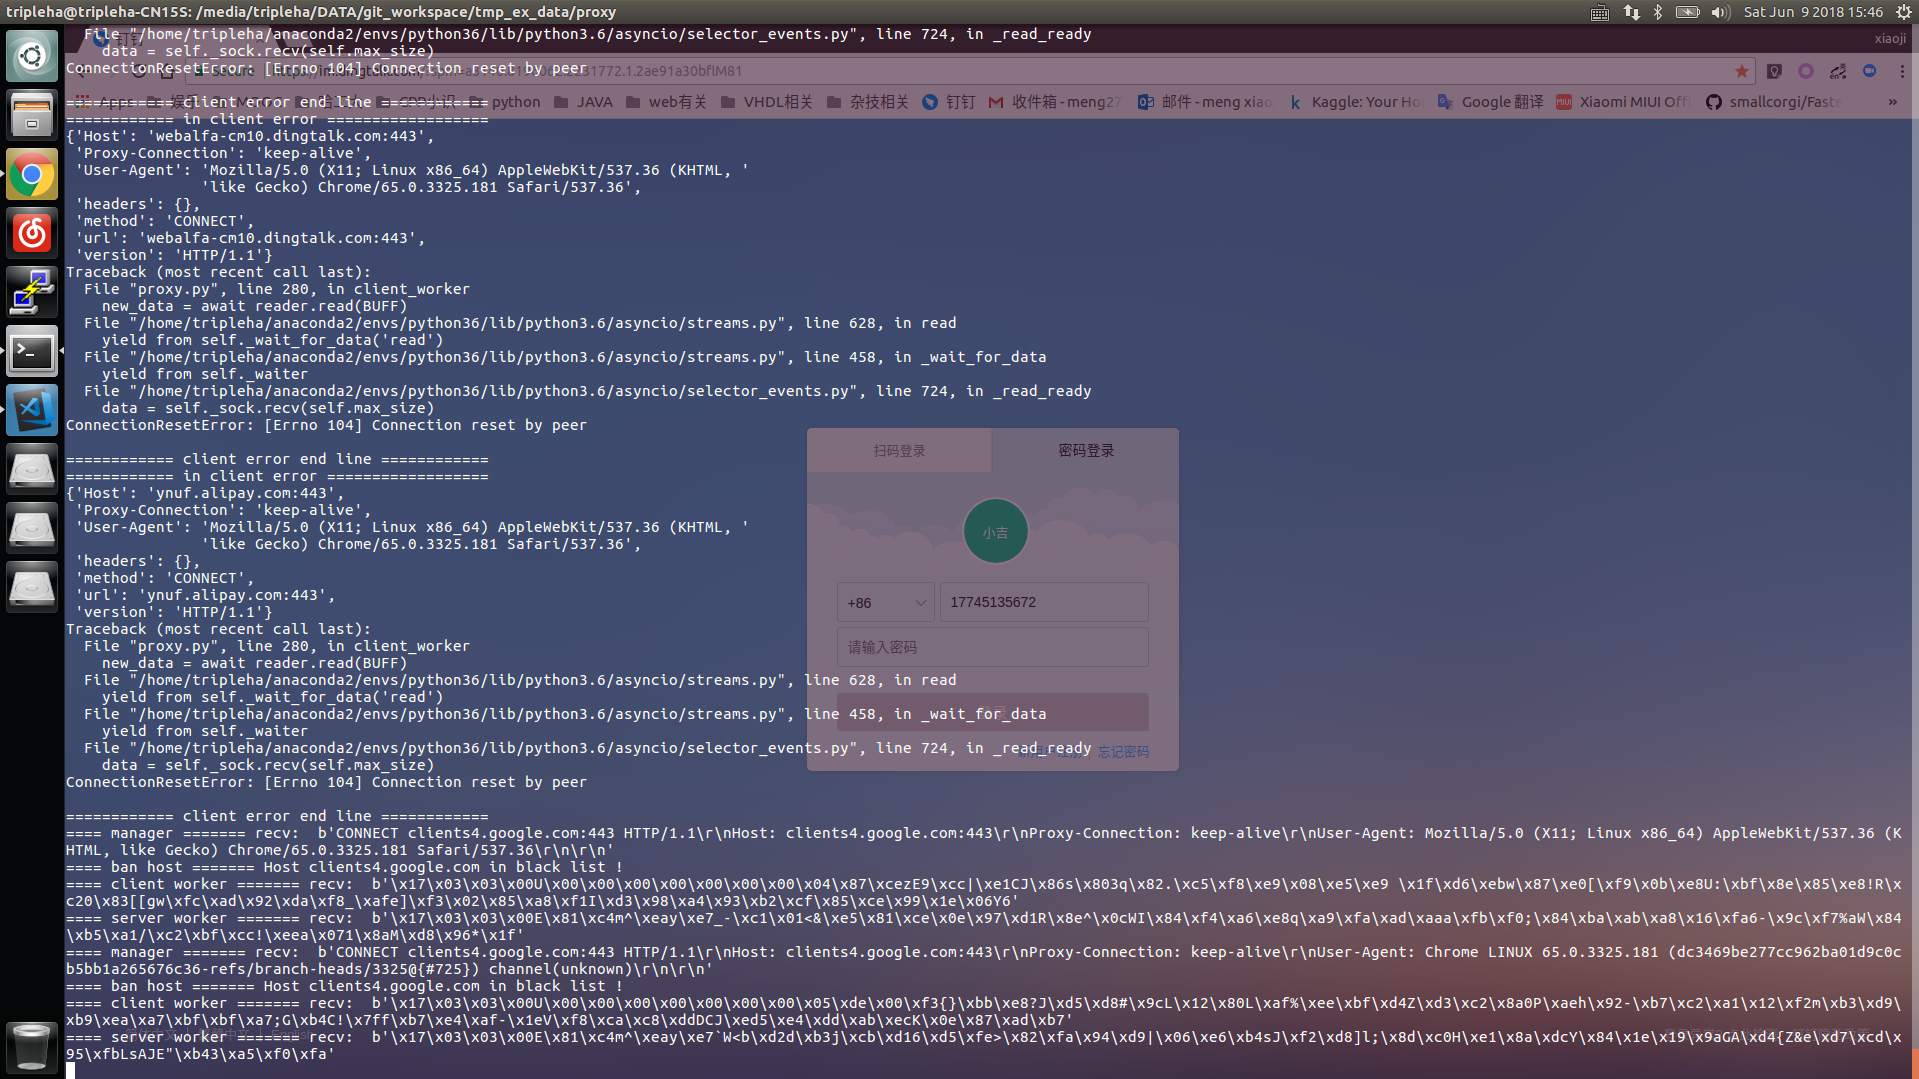 tripleha@tripleha-CN15S: /media/tripleha/DATA/git_workspace/tmp_ex_data/proxy
Sat Jun 9 2018 15:46
File "/home/tripleha/anaconda2/envs/python36/lib/python3.6/asyncio/selector_events.py", line 724, in _read_ready
xiaoji
data = self._sock.recv(self.max_size)
ConnectionResetError: [Errno 104] Connection reset by peer
============ client error end line ============
python JAVA web有关 VHDL相关 杂技相关 钉钉 收件箱 - meng27 邮件 - meng xiao Kaggle: Your Ho Google 翻译 Xiaomi MIUI Offi smallcorgi/Faste »
============ in client error ==================
{'Host': 'webalfa-cm10.dingtalk.com:443',
'Proxy-Connection': 'keep-alive',
'User-Agent': 'Mozilla/5.0 (X11; Linux x86_64) AppleWebKit/537.36 (KHTML, '
'like Gecko) Chrome/65.0.3325.181 Safari/537.36',
'headers': {},
'method': 'CONNECT',
'url': 'webalfa-cm10.dingtalk.com:443',
'version': 'HTTP/1.1'}
Traceback (most recent call last):
File "proxy.py", line 280, in client_worker
new_data = await reader.read(BUFF)
File "/home/tripleha/anaconda2/envs/python36/lib/python3.6/asyncio/streams.py", line 628, in read
yield from self._wait_for_data('read')
File "/home/tripleha/anaconda2/envs/python36/lib/python3.6/asyncio/streams.py", line 458, in _wait_for_data
yield from self._waiter
File "/home/tripleha/anaconda2/envs/python36/lib/python3.6/asyncio/selector_events.py", line 724, in _read_ready
data = self._sock.recv(self.max_size)
ConnectionResetError: [Errno 104] Connection reset by peer
扫码登录 密码登录
============ client error end line ============
============ in client error ==================
{'Host': 'ynuf.alipay.com:443',
'Proxy-Connection': 'keep-alive',
'User-Agent': 'Mozilla/5.0 (X11; Linux x86_64) AppleWebKit/537.36 (KHTML, '
小吉
'like Gecko) Chrome/65.0.3325.181 Safari/537.36',
'headers': {},
'method': 'CONNECT',
'url': 'ynuf.alipay.com:443',
+86 17745135672
'version': 'HTTP/1.1'}
Traceback (most recent call last):
File "proxy.py", line 280, in client_worker
请输入密码
new_data = await reader.read(BUFF)
File "/home/tripleha/anaconda2/envs/python36/lib/python3.6/asyncio/streams.py", line 628, in read
yield from self._wait_for_data('read')
File "/home/tripleha/anaconda2/envs/python36/lib/python3.6/asyncio/streams.py", line 458, in _wait_for_data
yield from self._waiter
File "/home/tripleha/anaconda2/envs/python36/lib/python3.6/asyncio/selector_events.py", line 724, in _read_ready
忘记密码
data = self._sock.recv(self.max_size)
ConnectionResetError: [Errno 104] Connection reset by peer
============ client error end line ============
==== manager ======= recv:  b'CONNECT clients4.google.com:443 HTTP/1.1\r\nHost: clients4.google.com:443\r\nProxy-Connection: keep-alive\r\nUser-Agent: Mozilla/5.0 (X11; Linux x86_64) AppleWebKit/537.36 (K
HTML, like Gecko) Chrome/65.0.3325.181 Safari/537.36\r\n\r\n'
==== ban host ======= Host clients4.google.com in black list !
==== client worker ======= recv:  b'\x17\x03\x03\x00U\x00\x00\x00\x00\x00\x00\x00\x04\x87\xcezE9\xcc|\xe1CJ\x86s\x803q\x82.\xc5\xf8\xe9\x08\xe5\xe9 \x1f\xd6\xebw\x87\xe0[\xf9\x0b\xe8U:\xbf\x8e\x85\xe8!R\x
c20\x83[[gw\xfc\xad\x92\xda\xf8_\xafe]\xf3\x02\x85\xa8\xf1I\xd3\x98\xa4\x93\xb2\xcf\x85\xce\x99\x1e\x06Y6'
==== server worker ======= recv:  b'\x17\x03\x03\x00E\x81\xc4m^\xeay\xe7_-\xc1\x01<&\xe5\x81\xce\x0e\x97\xd1R\x8e^\x0cWI\x84\xf4\xa6\xe8q\xa9\xfa\xad\xaaa\xfb\xf0;\x84\xba\xab\xa8\x16\xfa6-\x9c\xf7%aW\x84
\xb5\xa1/\xc2\xbf\xcc!\xeea\x071\x8aM\xd8\x96*\x1f'
==== manager ======= recv:  b'CONNECT clients4.google.com:443 HTTP/1.1\r\nHost: clients4.google.com:443\r\nProxy-Connection: keep-alive\r\nUser-Agent: Chrome LINUX 65.0.3325.181 (dc3469be277cc962ba01d9c0c
b5bb1a265676c36-refs/branch-heads/3325@{#725}) channel(unknown)\r\n\r\n'
==== ban host ======= Host clients4.google.com in black list !
==== client worker ======= recv:  b'\x17\x03\x03\x00U\x00\x00\x00\x00\x00\x00\x00\x05\xde\x00\xf3{}\xbb\xe8?J\xd5\xd8#\x9cL\x12\x80L\xaf%\xee\xbf\xd4Z\xd3\xc2\x8a0P\xaeh\x92-\xb7\xc2\xa1\x12\xf2m\xb3\xd9\
xb9\xea\xa7\xbf\xbf\xa7;G\xb4C!\x7ff\xb7\xe4\xaf-\x1eV\xf8\xca\xc8\xddDCJ\xed5\xe4\xdd\xab\xecK\x0e\x87\xad\xb7'
==== server worker ======= recv:  b'\x17\x03\x03\x00E\x81\xc4m^\xeay\xe7`W<b\xd2\xb3j\xcb\xd16\xd5\xfe>\x82\xfa\x94\xd9|\x06\xe6\xb4sJ\xf2\xd8]l;\x8d\xc0H\xe1\x8a\xdcY\x84\x1e\x19\x9aGA\xd4{Z&e\xd7\xcd\x
95\xfbLsAJE"\xb43\xa5\xf0\xfa'